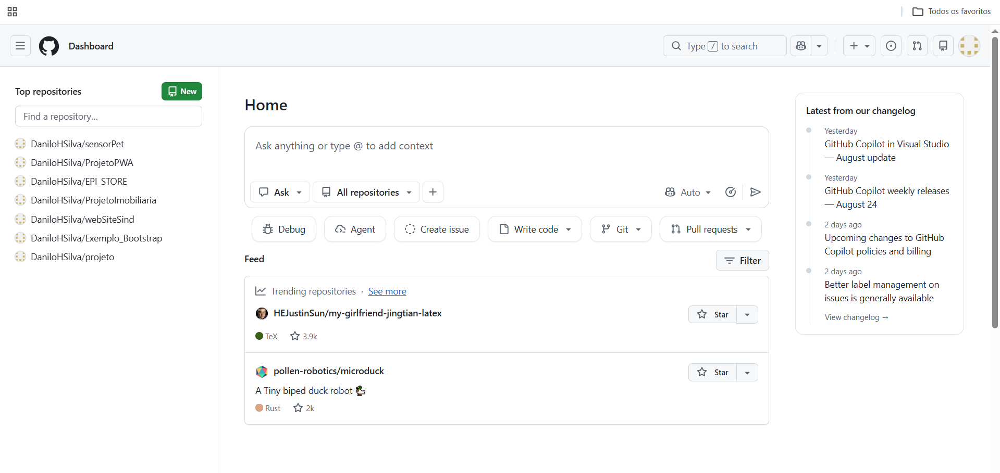 Todos os favoritos
Dashboard
Type / to search
Top repositories
New
Find a repository...
DaniloHSilva/sensorPet
DaniloHSilva/ProjetoPWA
DaniloHSilva/EPI_STORE
DaniloHSilva/ProjetoImobiliaria
DaniloHSilva/webSiteSind
DaniloHSilva/Exemplo_Bootstrap
DaniloHSilva/projeto
Home
Ask anything or type @ to add context
Ask
All repositories
Auto
Debug
Agent
Create issue
Write code
Git
Pull requests
Feed
Filter
Trending repositories · See more
HEJustinSun/my-girlfriend-jingtian-latex
Star
TeX
3.9k
pollen-robotics/microduck
Star
A Tiny biped duck robot
Rust
2k
Latest from our changelog
Yesterday
GitHub Copilot in Visual Studio
— August update
Yesterday
GitHub Copilot weekly releases
— August 24
2 days ago
Upcoming changes to GitHub
Copilot policies and billing
2 days ago
Better label management on
issues is generally available
View changelog →